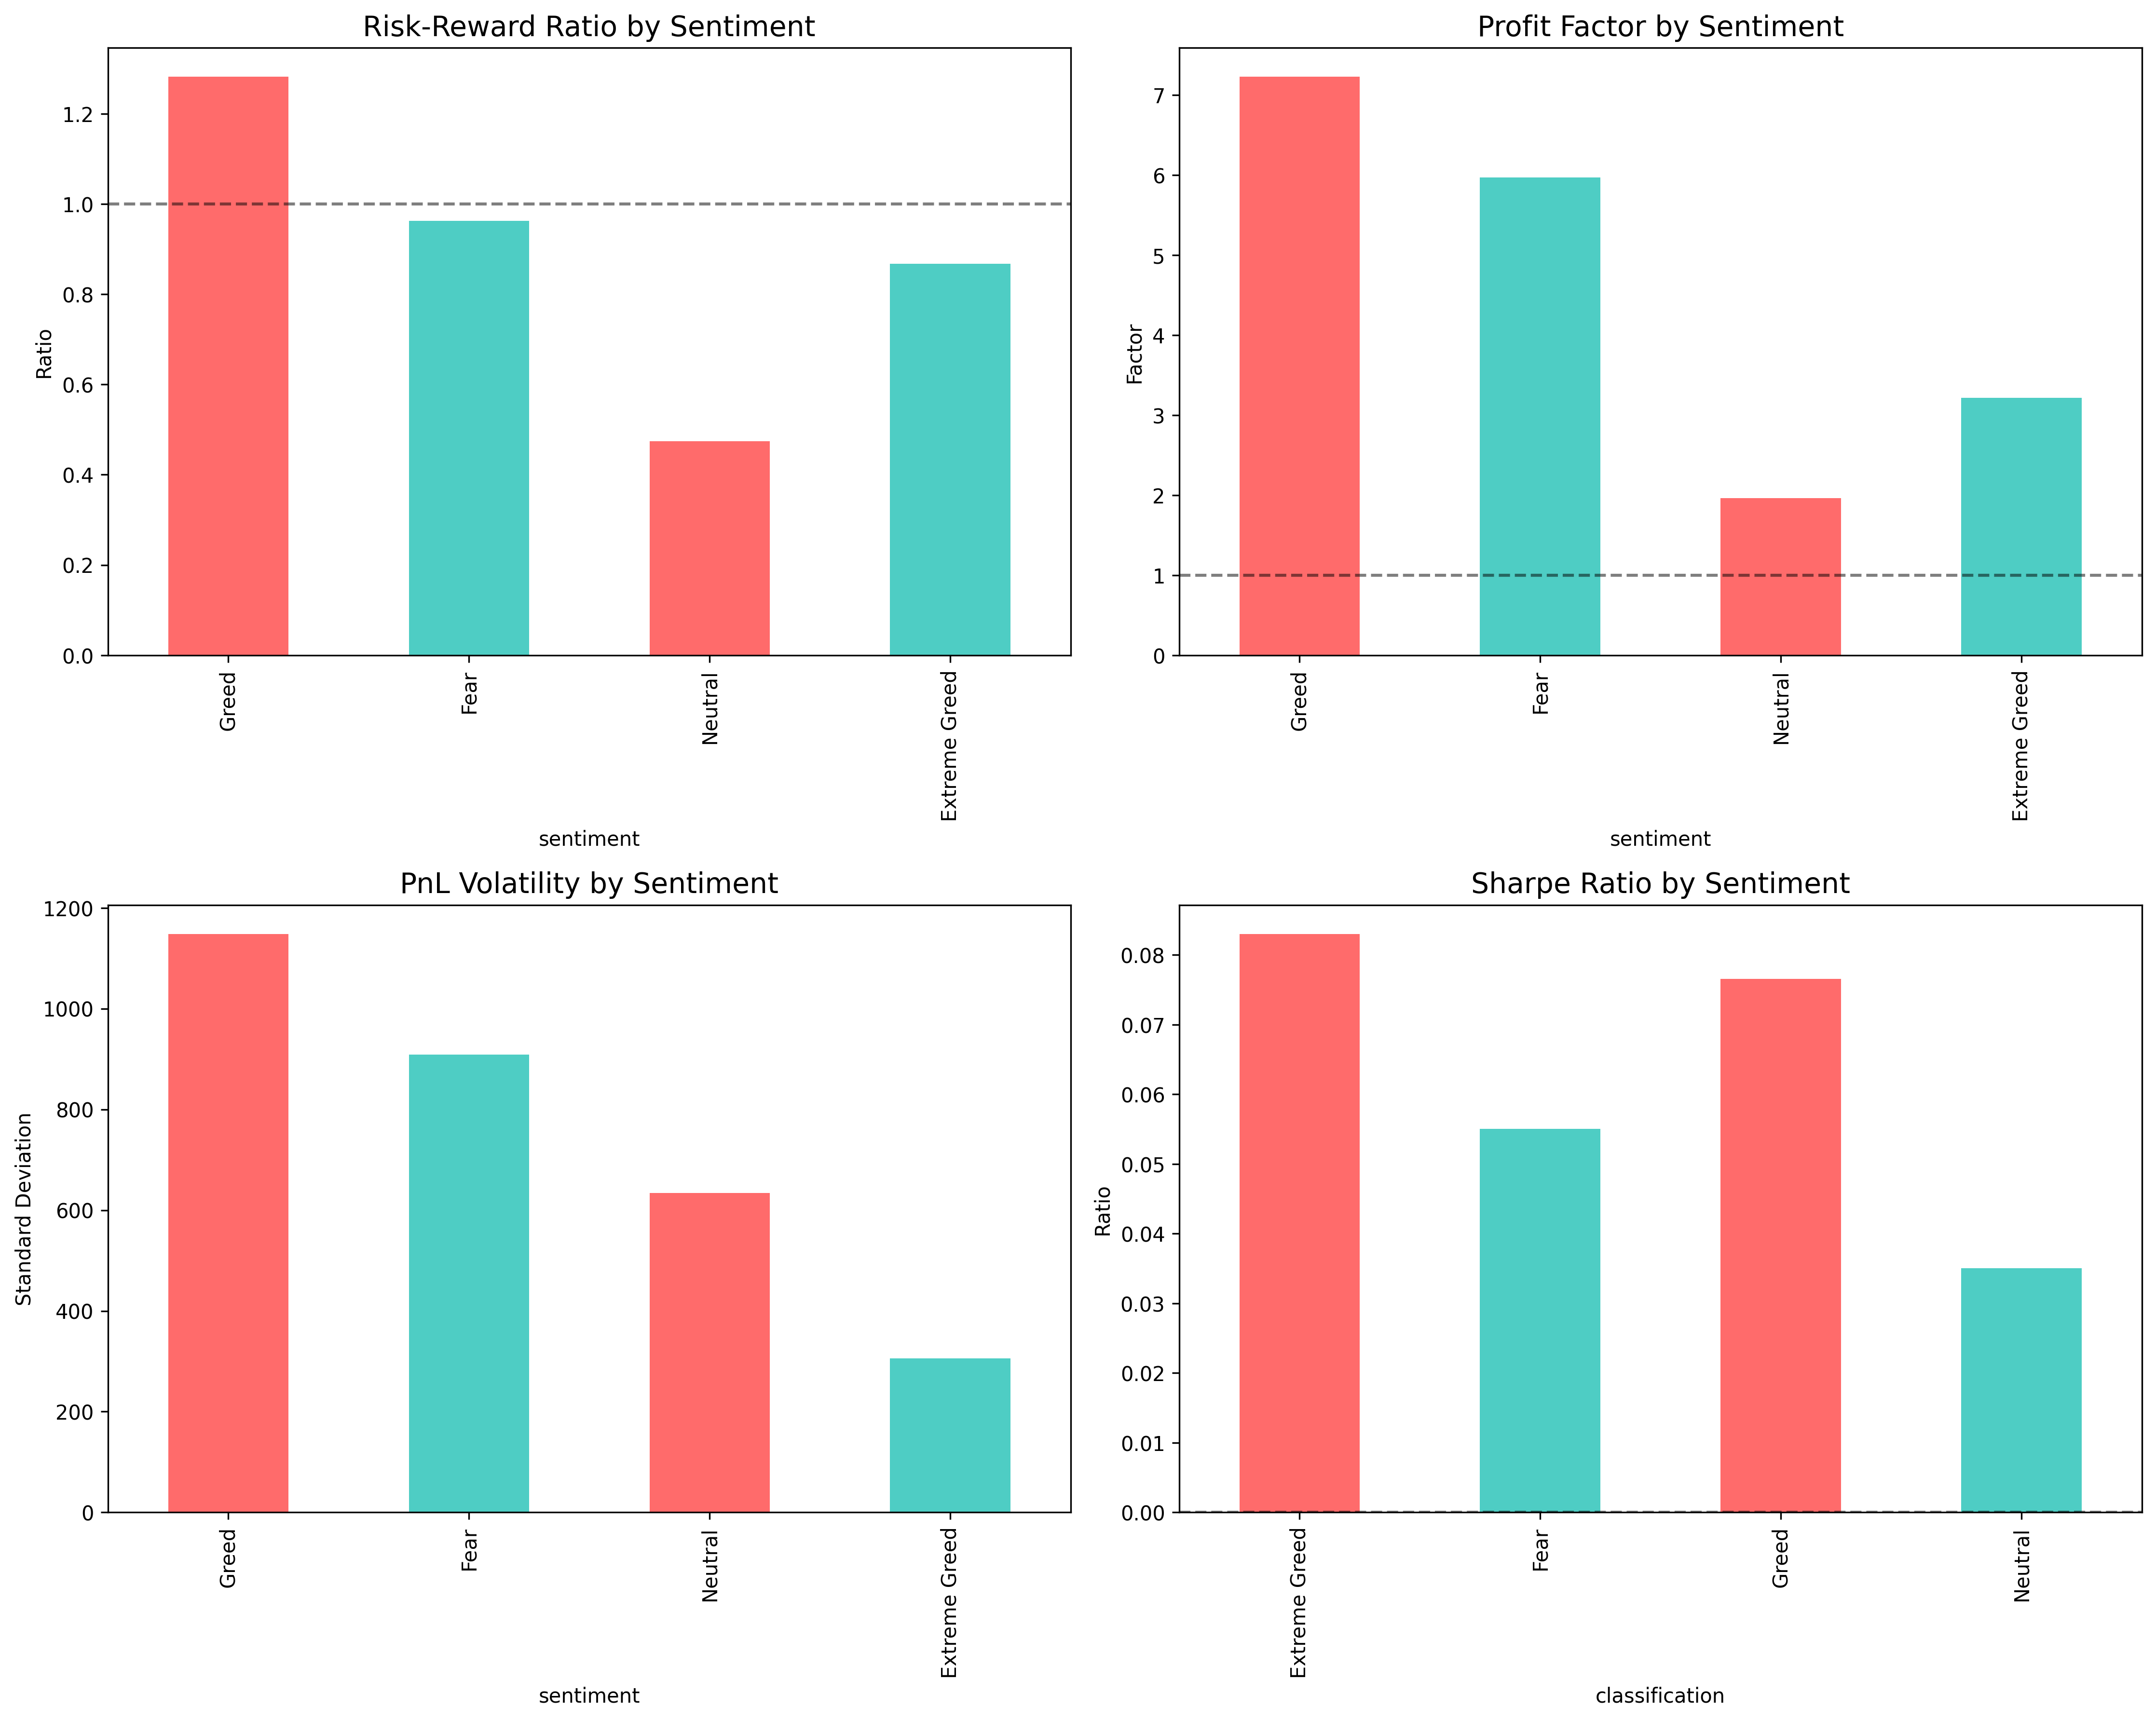 Risk-Reward Ratio by Sentiment
Ratio
1.2
1.0
0.8
0.6
0.4
0.2
0.0
Greed
Fear
Neutral
Extreme Greed
sentiment
Profit Factor by Sentiment
Factor
7
6
5
4
3
2
1
0
Greed
Fear
Neutral
Extreme Greed
sentiment
PnL Volatility by Sentiment
Standard Deviation
1200
1000
800
600
400
200
0
Greed
Fear
Neutral
Extreme Greed
sentiment
Sharpe Ratio by Sentiment
Ratio
0.08
0.07
0.06
0.05
0.04
0.03
0.02
0.01
0.00
Extreme Greed
Fear
Greed
Neutral
classification